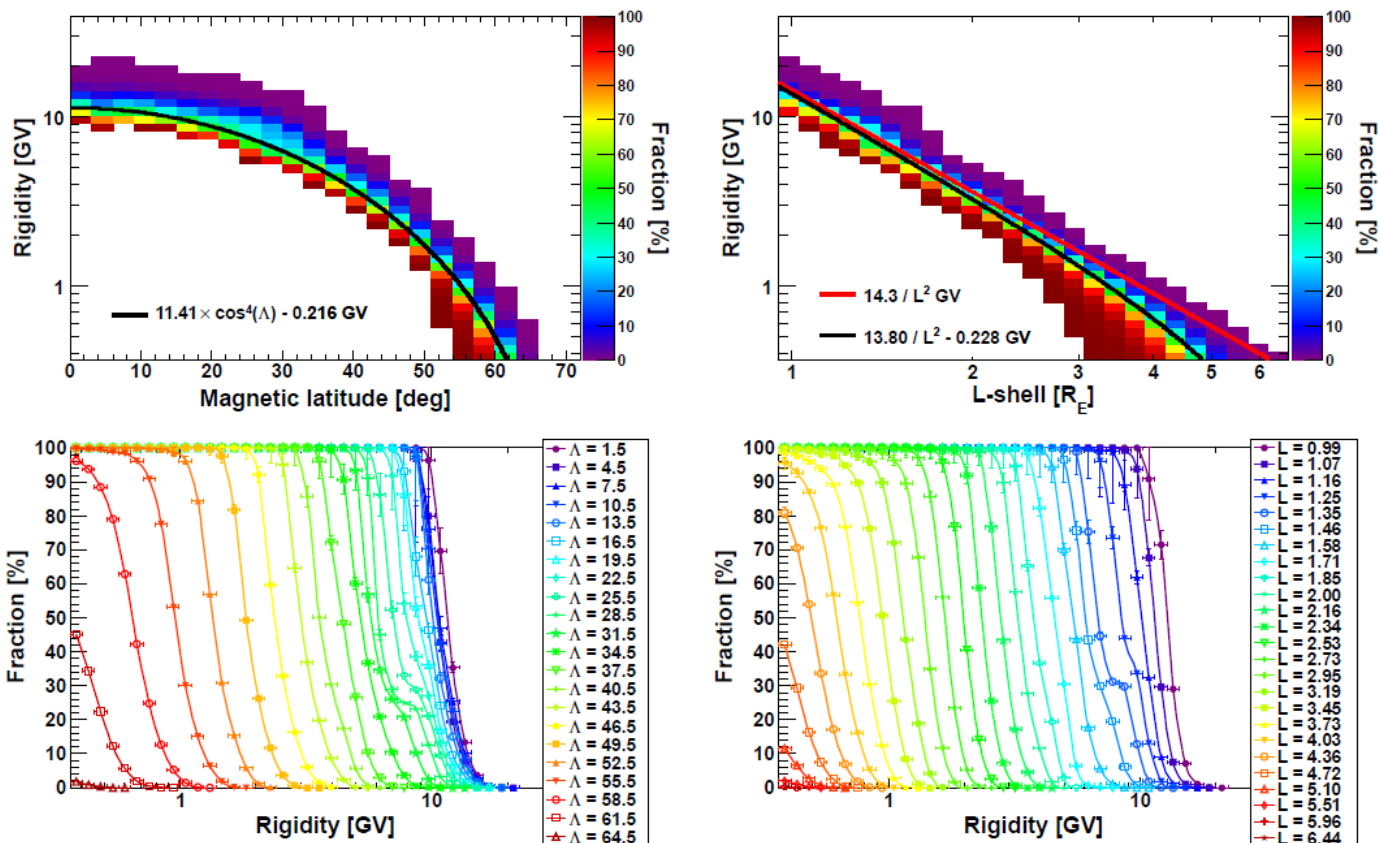 100
90
80
70
60
50
40
30
20
10
0
Fraction [%]
10
1
Rigidity [GV]
11.41 × cos⁴(Λ) - 0.216 GV
0 10 20 30 40 50 60 70
Magnetic latitude [deg]
100
90
80
70
60
50
40
30
20
10
0
Fraction [%]
10
1
Rigidity [GV]
14.3 / L² GV
13.80 / L² - 0.228 GV
1 2 3 4 5 6
L-shell [R_E]
100
90
80
70
60
50
40
30
20
10
0
Fraction [%]
1 10
Rigidity [GV]
Λ = 1.5
Λ = 4.5
Λ = 7.5
Λ = 10.5
Λ = 13.5
Λ = 16.5
Λ = 19.5
Λ = 22.5
Λ = 25.5
Λ = 28.5
Λ = 31.5
Λ = 34.5
Λ = 37.5
Λ = 40.5
Λ = 43.5
Λ = 46.5
Λ = 49.5
Λ = 52.5
Λ = 55.5
Λ = 58.5
Λ = 61.5
Λ = 64.5
100
90
80
70
60
50
40
30
20
10
0
Fraction [%]
1 10
Rigidity [GV]
L = 0.99
L = 1.07
L = 1.16
L = 1.25
L = 1.35
L = 1.46
L = 1.58
L = 1.71
L = 1.85
L = 2.00
L = 2.16
L = 2.34
L = 2.53
L = 2.73
L = 2.95
L = 3.19
L = 3.45
L = 3.73
L = 4.03
L = 4.36
L = 4.72
L = 5.10
L = 5.51
L = 5.96
L = 6.44